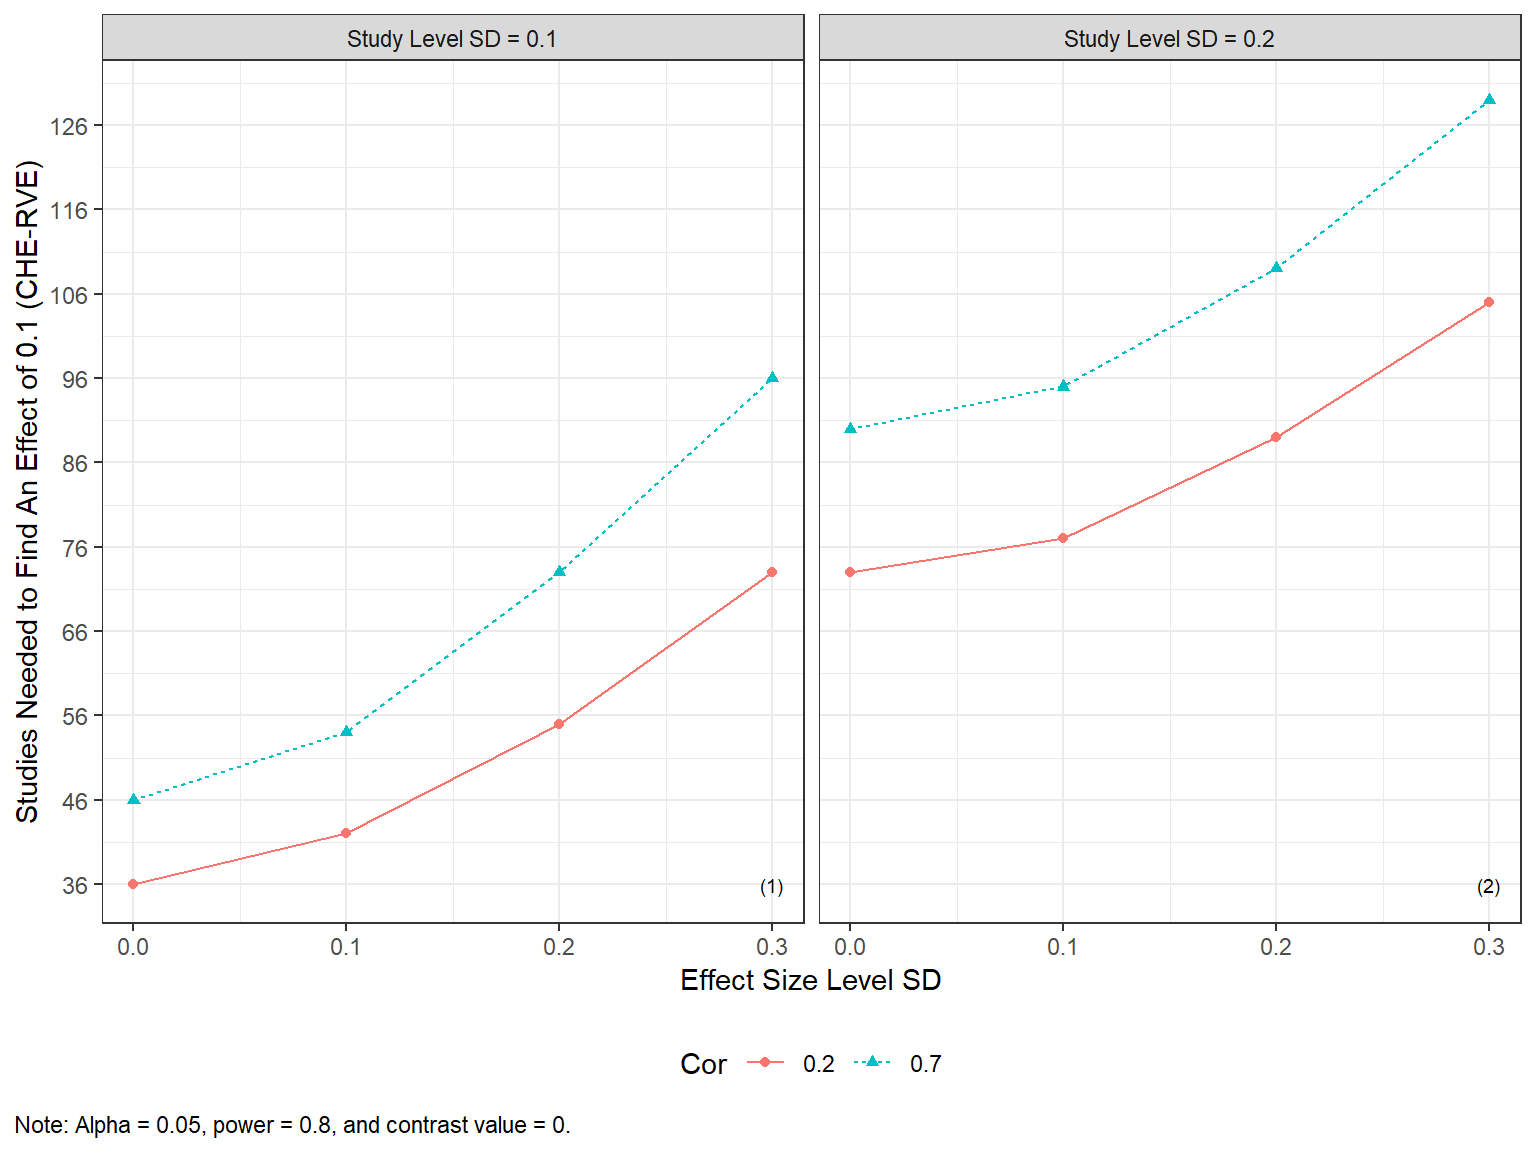 Study Level SD = 0.1
Study Level SD = 0.2
Studies Needed to Find An Effect of 0.1 (CHE-RVE)
126
116
106
96
86
76
66
56
46
36
(1)
(2)
0.0 0.1 0.2 0.3
0.0 0.1 0.2 0.3
Effect Size Level SD
Cor 0.2 0.7
Note: Alpha = 0.05, power = 0.8, and contrast value = 0.